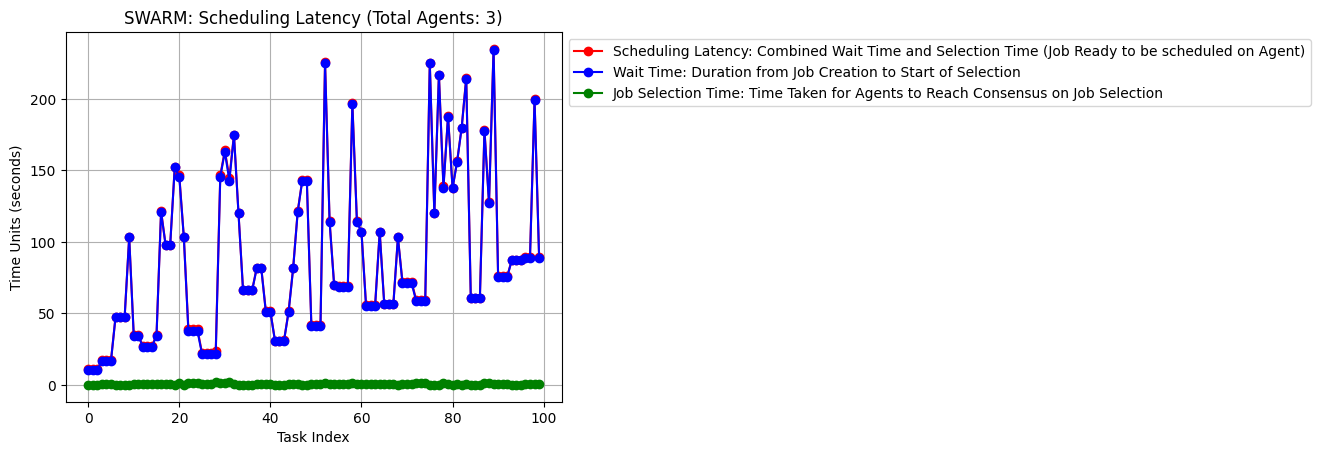 SWARM: Scheduling Latency (Total Agents: 3)
Scheduling Latency: Combined Wait Time and Selection Time (Job Ready to be scheduled on Agent)
Wait Time: Duration from Job Creation to Start of Selection
Job Selection Time: Time Taken for Agents to Reach Consensus on Job Selection
Time Units (seconds)
200
150
100
50
0
0 20 40 60 80 100
Task Index